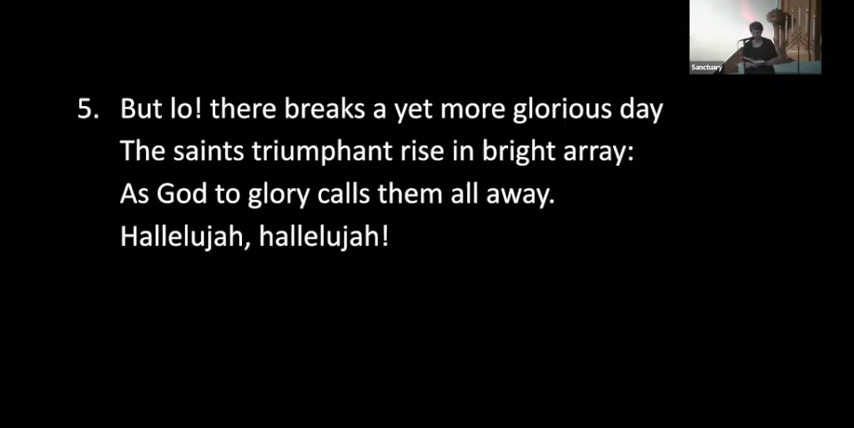 5. But lo! there breaks a yet more glorious day
The saints triumphant rise in bright array:
As God to glory calls them all away.
Hallelujah, hallelujah!
Sanctuary